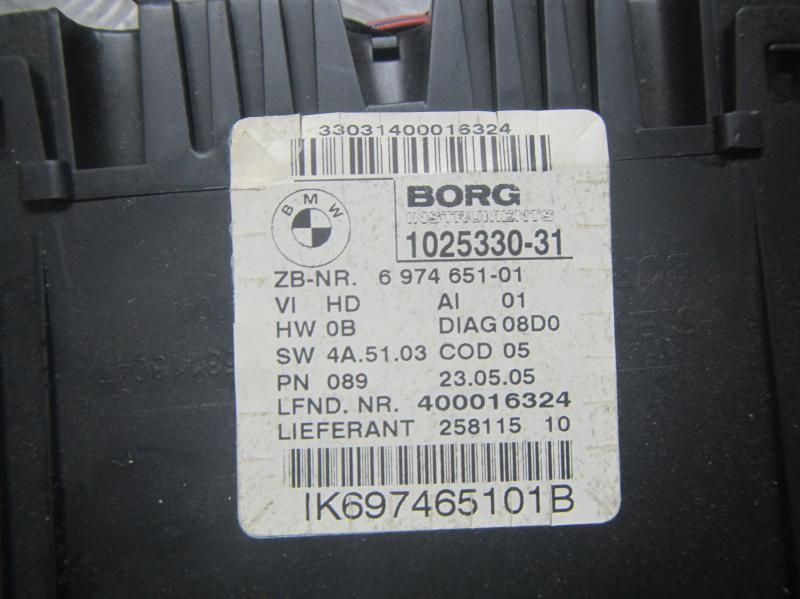 33031400016324
BMW
BORG
INSTRUMENTS
1025330-31
ZB-NR. 6 974 651-01
VI HD AI 01
HW 0B DIAG 08D0
SW 4A.51.03 COD 05
PN 089 23.05.05
LFND. NR. 400016324
LIEFERANT 258115 10
IK697465101B